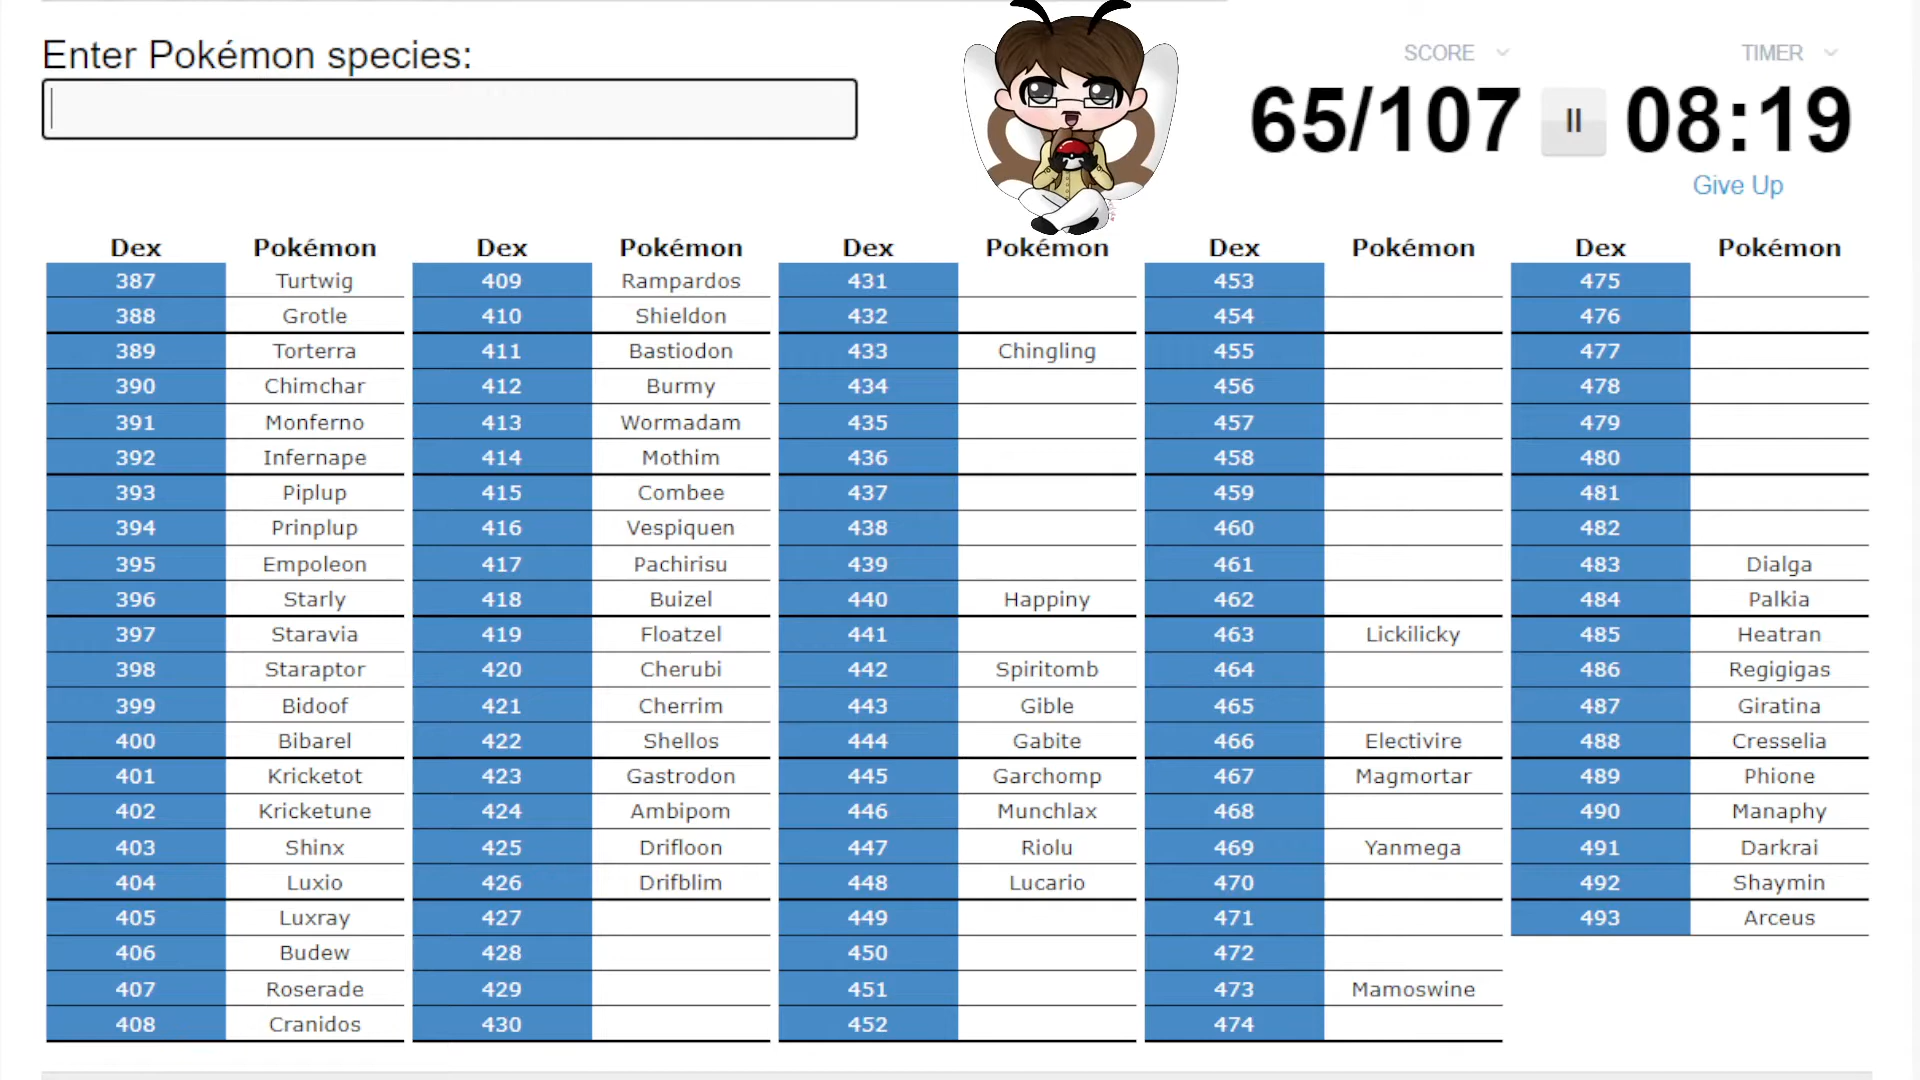 Enter Pokémon species:
SCORE TIMER
65/107 08:19
Give Up
Dex Pokémon Dex Pokémon Dex Pokémon Dex Pokémon Dex Pokémon
387 Turtwig 409 Rampardos 431 453 475
388 Grotle 410 Shieldon 432 454 476
389 Torterra 411 Bastiodon 433 Chingling 455 477
390 Chimchar 412 Burmy 434 456 478
391 Monferno 413 Wormadam 435 457 479
392 Infernape 414 Mothim 436 458 480
393 Piplup 415 Combee 437 459 481
394 Prinplup 416 Vespiquen 438 460 482
395 Empoleon 417 Pachirisu 439 461 483 Dialga
396 Starly 418 Buizel 440 Happiny 462 484 Palkia
397 Staravia 419 Floatzel 441 463 Lickilicky 485 Heatran
398 Staraptor 420 Cherubi 442 Spiritomb 464 486 Regigigas
399 Bidoof 421 Cherrim 443 Gible 465 487 Giratina
400 Bibarel 422 Shellos 444 Gabite 466 Electivire 488 Cresselia
401 Kricketot 423 Gastrodon 445 Garchomp 467 Magmortar 489 Phione
402 Kricketune 424 Ambipom 446 Munchlax 468 490 Manaphy
403 Shinx 425 Drifloon 447 Riolu 469 Yanmega 491 Darkrai
404 Luxio 426 Drifblim 448 Lucario 470 492 Shaymin
405 Luxray 427 449 471 493 Arceus
406 Budew 428 450 472
407 Roserade 429 451 473 Mamoswine
408 Cranidos 430 452 474